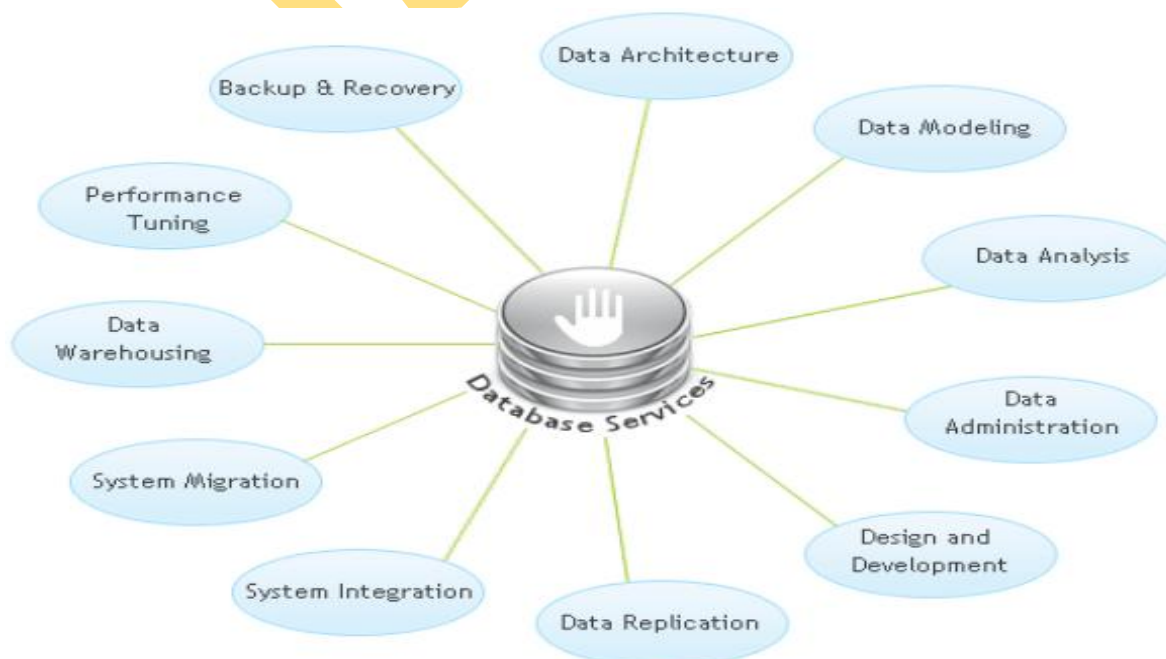 Data Architecture
Backup & Recovery
Data Modeling
Performance
Tuning
Data Analysis
Data
Warehousing
Database Services
Data
Administration
System Migration
Design and
Development
System Integration
Data Replication